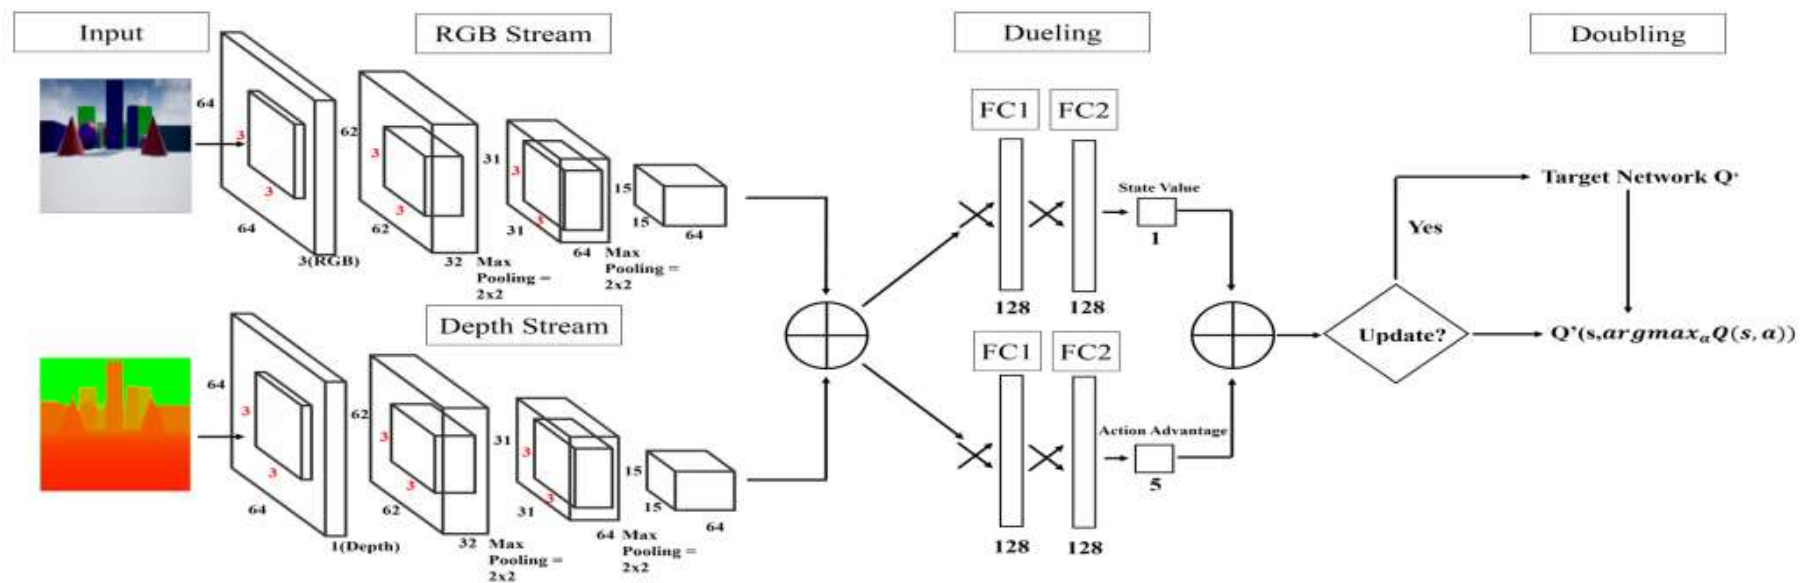 Input
RGB Stream
Dueling
Doubling
64
3
3
64
3(RGB)
62
3
3
62
32
Max
Pooling =
2x2
31
3
3
31
64
Max
Pooling =
2x2
15
15
64
Depth Stream
64
3
3
64
1(Depth)
62
3
3
62
32
Max
Pooling =
2x2
31
3
3
31
64
Max
Pooling =
2x2
15
15
64
FC1
FC2
128
128
State Value
1
FC1
FC2
128
128
Action Advantage
5
Update?
Yes
Target Network Q'
Q'(s,argmaxₐQ(s, a))